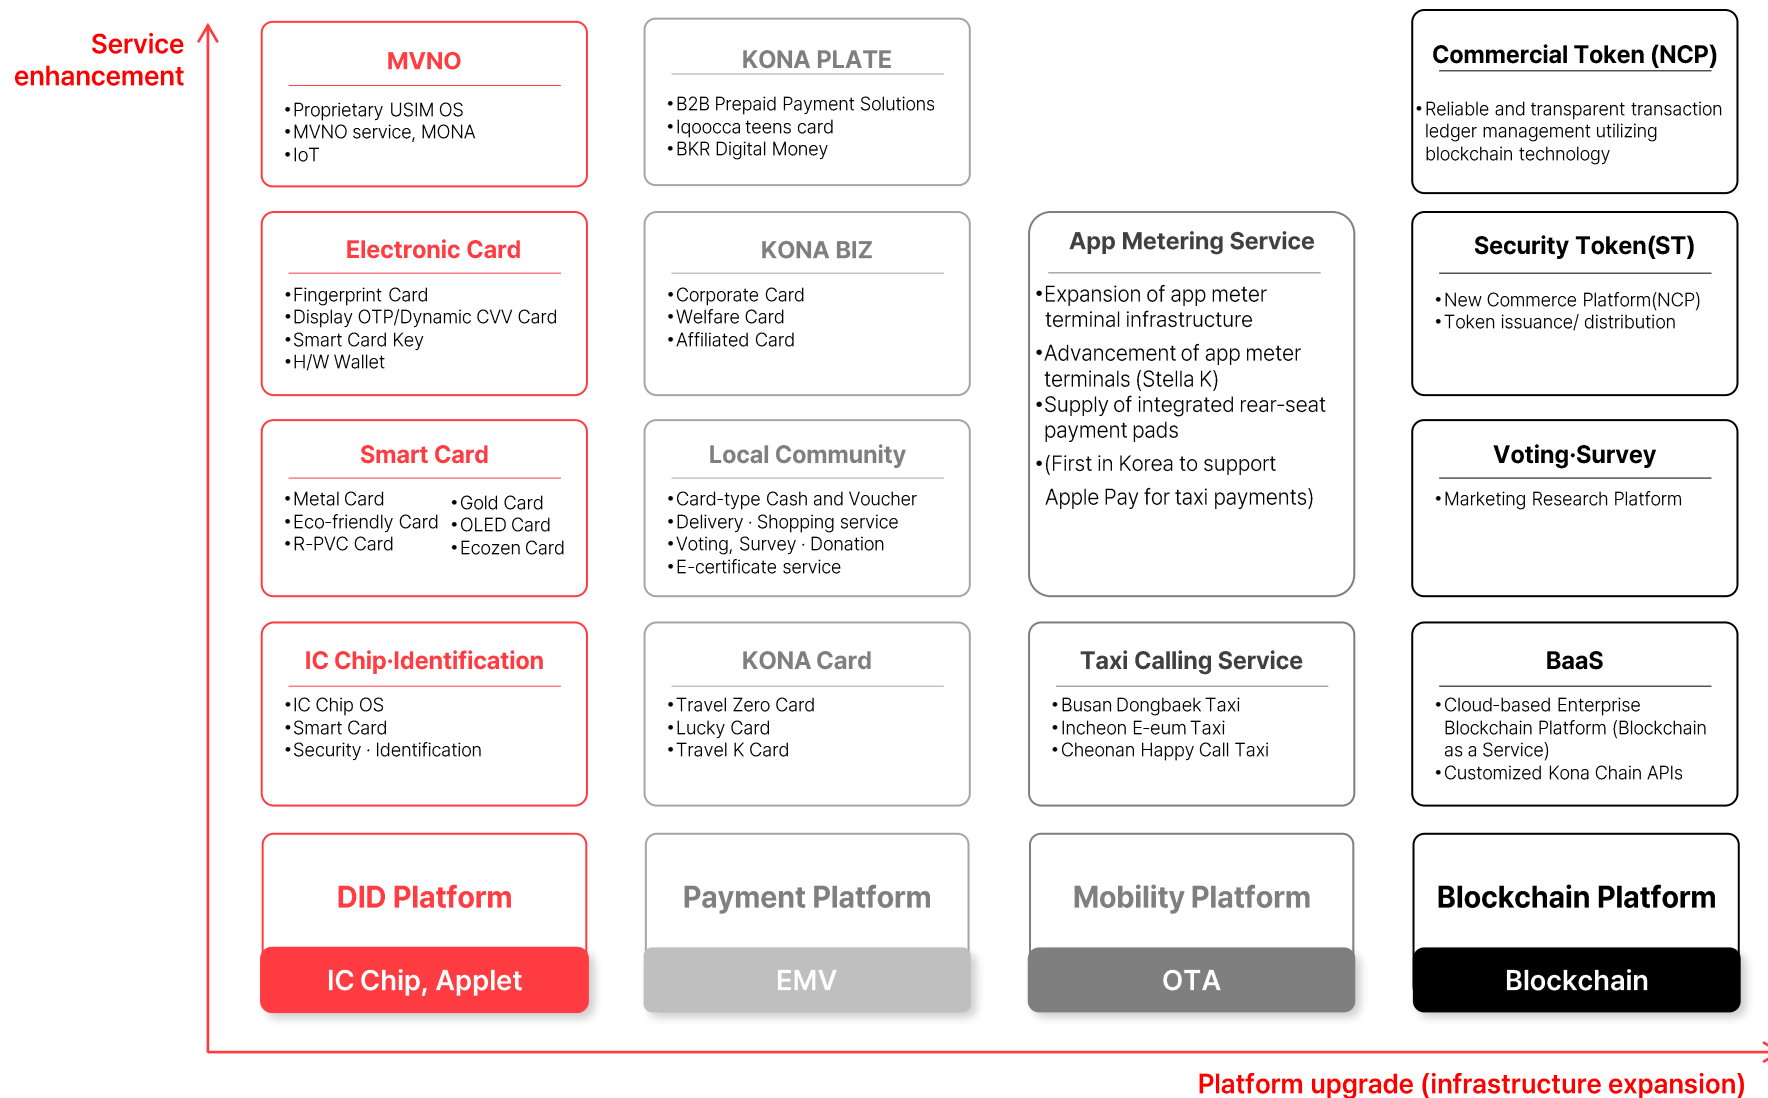 Service
enhancement
MVNO
•Proprietary USIM OS
•MVNO service, MONA
•IoT
Electronic Card
•Fingerprint Card
•Display OTP/Dynamic CVV Card
•Smart Card Key
•H/W Wallet
Smart Card
•Metal Card
•Eco-friendly Card
•R-PVC Card
•Gold Card
•OLED Card
•Ecozen Card
IC Chip·Identification
•IC Chip OS
•Smart Card
•Security · Identification
DID Platform
IC Chip, Applet
KONA PLATE
•B2B Prepaid Payment Solutions
•Iqoocca teens card
•BKR Digital Money
KONA BIZ
•Corporate Card
•Welfare Card
•Affiliated Card
Local Community
•Card-type Cash and Voucher
•Delivery · Shopping service
•Voting, Survey · Donation
•E-certificate service
KONA Card
•Travel Zero Card
•Lucky Card
•Travel K Card
Payment Platform
EMV
App Metering Service
•Expansion of app meter
terminal infrastructure
•Advancement of app meter
terminals (Stella K)
•Supply of integrated rear-seat
payment pads
•(First in Korea to support
Apple Pay for taxi payments)
Taxi Calling Service
•Busan Dongbaek Taxi
•Incheon E-eum Taxi
•Cheonan Happy Call Taxi
Mobility Platform
OTA
Commercial Token (NCP)
•Reliable and transparent transaction
ledger management utilizing
blockchain technology
Security Token(ST)
•New Commerce Platform(NCP)
•Token issuance/ distribution
Voting·Survey
•Marketing Research Platform
BaaS
•Cloud-based Enterprise
Blockchain Platform (Blockchain
as a Service)
•Customized Kona Chain APIs
Blockchain Platform
Blockchain
Platform upgrade (infrastructure expansion)